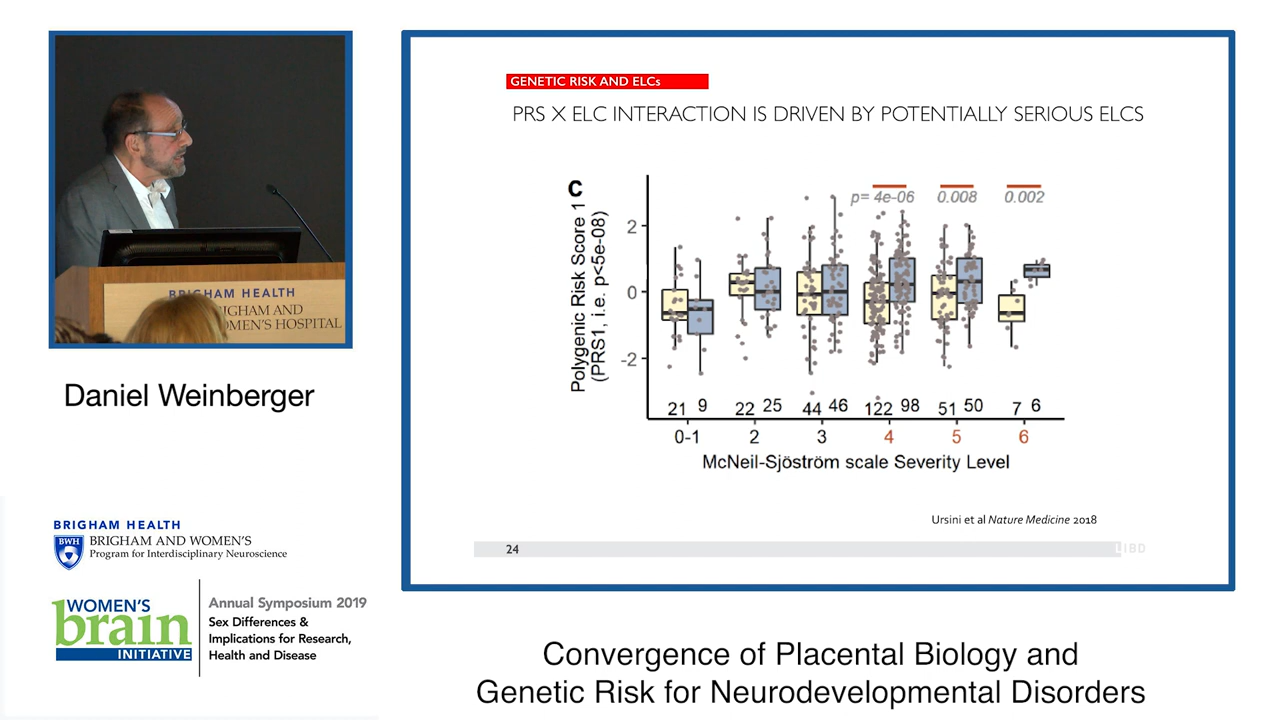 GENETIC RISK AND ELCs
PRS X ELC INTERACTION IS DRIVEN BY POTENTIALLY SERIOUS ELCS
C
p= 4e-06 0.008 0.002
Polygenic Risk Score 1
(PRS1, i.e. p<5e-08)
2
0
-2
21 9 22 25 44 46 122 98 51 50 7 6
0-1 2 3 4 5 6
McNeil-Sjöström scale Severity Level
Ursini et al Nature Medicine 2018
24
LIBD
BRIGHAM HEALTH
BRIGHAM AND
WOMEN'S HOSPITAL
Daniel Weinberger
BRIGHAM HEALTH
BWH
BRIGHAM AND WOMEN'S
Program for Interdisciplinary Neuroscience
WOMEN'S
brain
INITIATIVE
Annual Symposium 2019
Sex Differences &
Implications for Research,
Health and Disease
Convergence of Placental Biology and
Genetic Risk for Neurodevelopmental Disorders